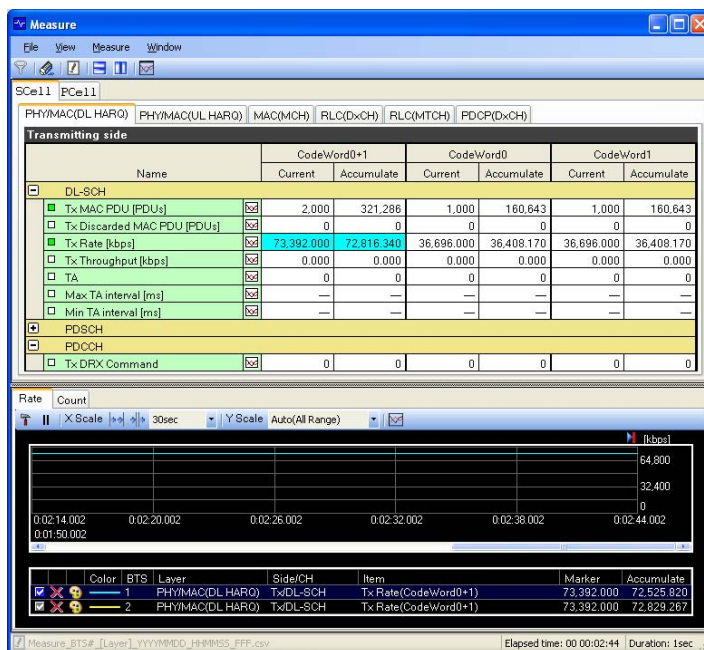 Measure
File View Measure Window
SCell PCell
PHY/MAC(DL HARQ) PHY/MAC(UL HARQ) MAC(MCH) RLC(DxCH) RLC(MTCH) PDCP(DxCH)
Transmitting side
Name CodeWord0+1 CodeWord0 CodeWord1
Current Accumulate Current Accumulate Current Accumulate
DL-SCH
Tx MAC PDU [PDUs] 2,000 321,286 1,000 160,643 1,000 160,643
Tx Discarded MAC PDU [PDUs] 0 0 0 0 0 0
Tx Rate [kbps] 73,392.000 72,816.340 36,696.000 36,408.170 36,696.000 36,408.170
Tx Throughput [kbps] 0.000 0.000 0.000 0.000 0.000 0.000
TA 0 0 0 0 0 0
Max TA interval [ms] — — — — — —
Min TA interval [ms] — — — — — —
PDSCH
PDCCH
Tx DRX Command 0 0 0 0 0 0
Rate Count
X Scale 30sec Y Scale Auto(All Range)
[kbps]
64,800
32,400
0
0:02:14.002 0:02:20.002 0:02:26.002 0:02:32.002 0:02:38.002 0:02:44.002
0:01:50.002
Color BTS Layer Side/CH Item Marker Accumulate
1 PHY/MAC(DL HARQ) Tx/DL-SCH Tx Rate(CodeWord0+1) 73,392.000 72,525.820
2 PHY/MAC(DL HARQ) Tx/DL-SCH Tx Rate(CodeWord0+1) 73,392.000 72,829.267
Measure_BTS#_[Layer]_YYYYMMDD_HHMMSS_FFF.csv Elapsed time: 00 00:02:44 Duration: 1sec